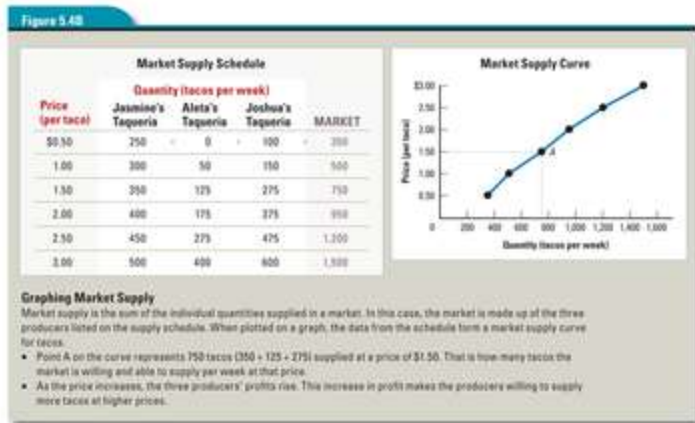 Figure 5.4B
Market Supply Schedule
Quantity (tacos per week)
Price (per taco) Jasmine's Taqueria Aleta's Taqueria Joshua's Taqueria MARKET
$0.50 250 + 0 + 100 = 350
1.00 300 50 150 500
1.50 350 125 275 750
2.00 400 175 375 950
2.50 450 275 475 1,200
3.00 500 400 600 1,500
Market Supply Curve
Price (per taco)
$3.00
2.50
2.00
1.50
1.00
0.50
A
0 200 400 600 800 1,000 1,200 1,400 1,600
Quantity (tacos per week)
Graphing Market Supply
Market supply is the sum of the individual quantities supplied in a market. In this case, the market is made up of the three
producers listed on the supply schedule. When plotted on a graph, the data from the schedule form a market supply curve
for tacos.
• Point A on the curve represents 750 tacos (350 + 125 + 275) supplied at a price of $1.50. That is how many tacos the
market is willing and able to supply per week at that price.
• As the price increases, the three producers' profits rise. This increase in profit makes the producers willing to supply
more tacos at higher prices.